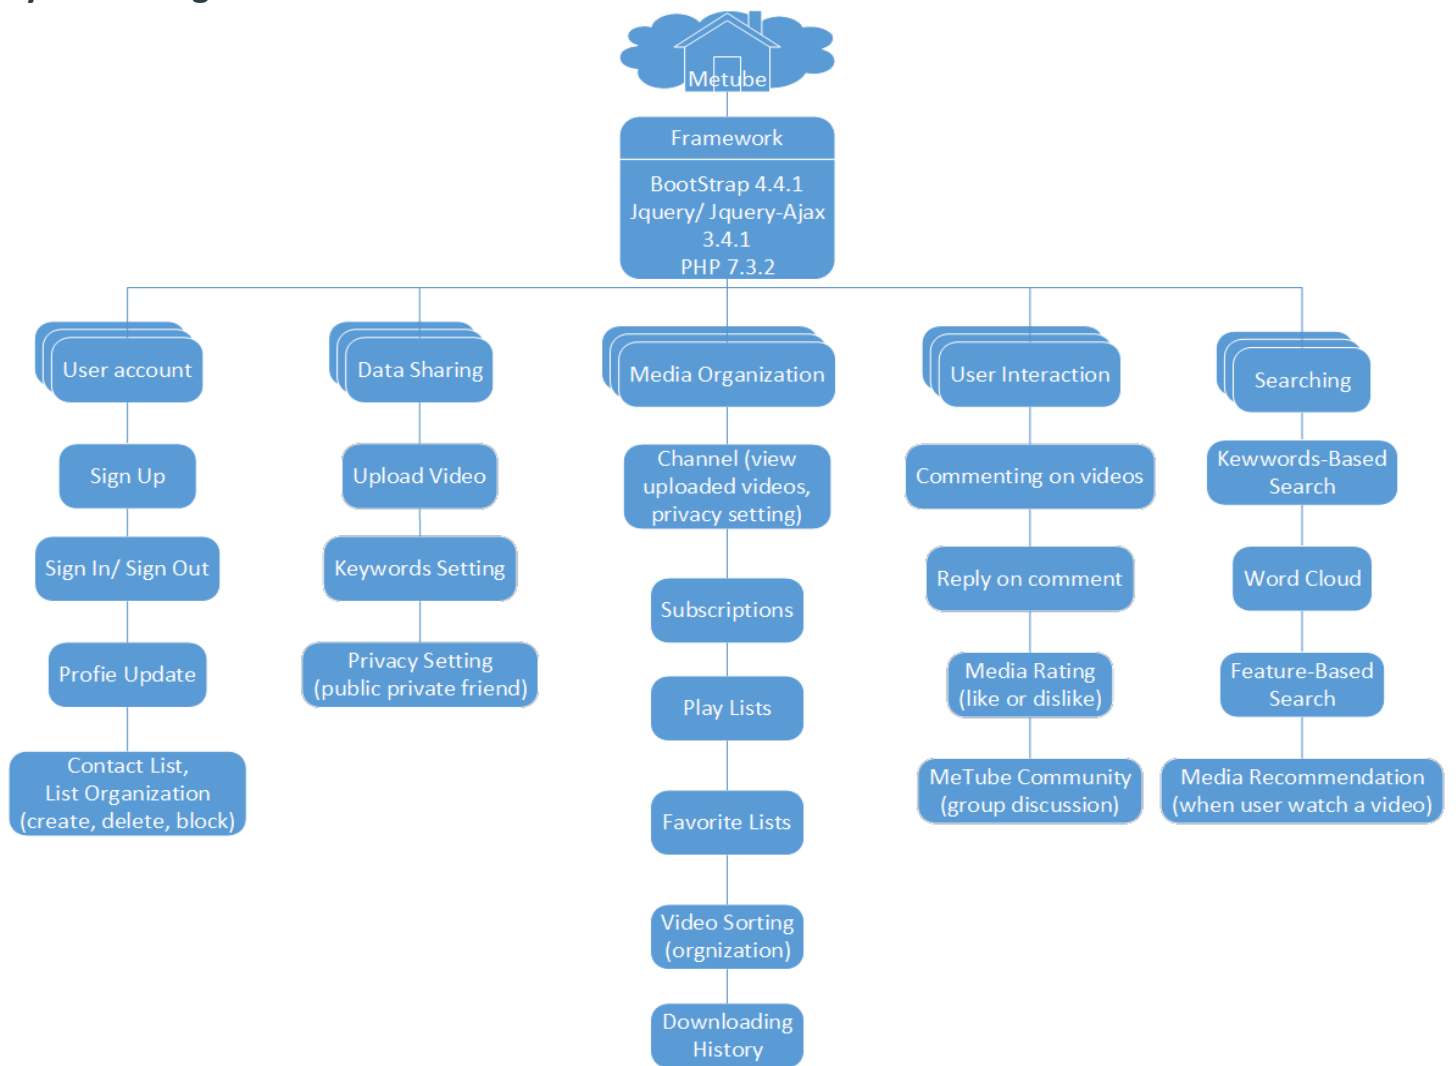 Metube
Framework
BootStrap 4.4.1
Jquery/ Jquery-Ajax
3.4.1
PHP 7.3.2
User account
Sign Up
Sign In/ Sign Out
Profie Update
Contact List,
List Organization
(create, delete, block)
Data Sharing
Upload Video
Keywords Setting
Privacy Setting
(public private friend)
Media Organization
Channel (view
uploaded videos,
privacy setting)
Subscriptions
Play Lists
Favorite Lists
Video Sorting
(orgnization)
Downloading
History
User Interaction
Commenting on videos
Reply on comment
Media Rating
(like or dislike)
MeTube Community
(group discussion)
Searching
Kewwords-Based
Search
Word Cloud
Feature-Based
Search
Media Recommendation
(when user watch a video)